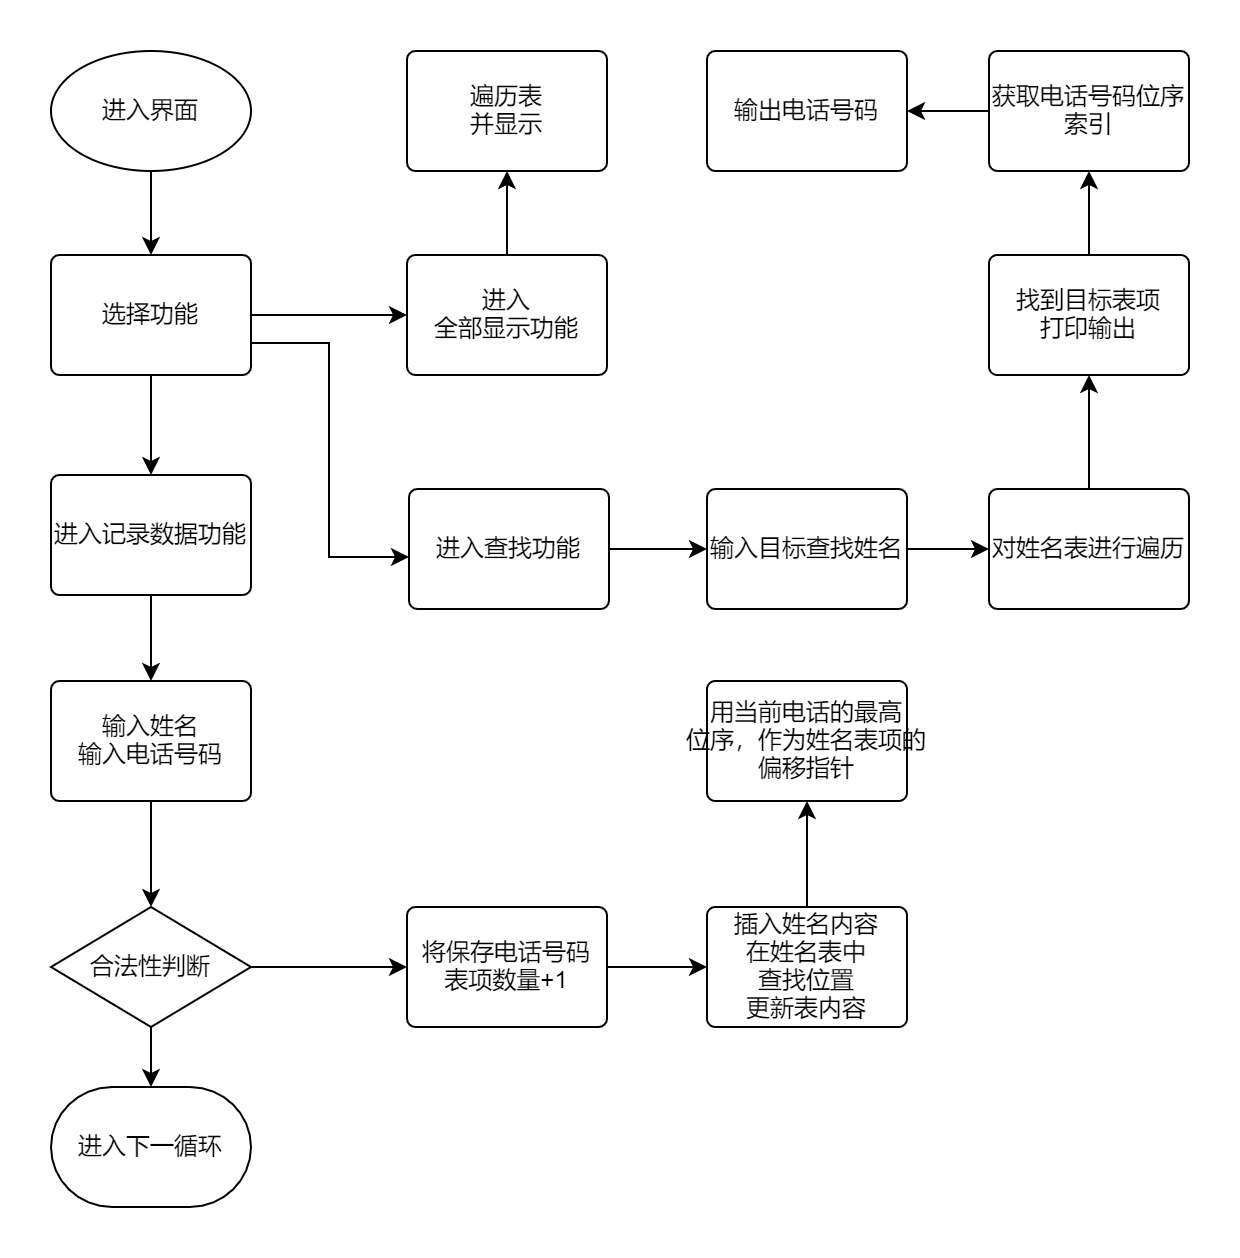 进入界面
遍历表
并显示
输出电话号码
获取电话号码位序
索引
选择功能
进入
全部显示功能
找到目标表项
打印输出
进入记录数据功能
进入查找功能
输入目标查找姓名
对姓名表进行遍历
输入姓名
输入电话号码
用当前电话的最高
位序，作为姓名表项的
偏移指针
合法性判断
将保存电话号码
表项数量+1
插入姓名内容
在姓名表中
查找位置
更新表内容
进入下一循环